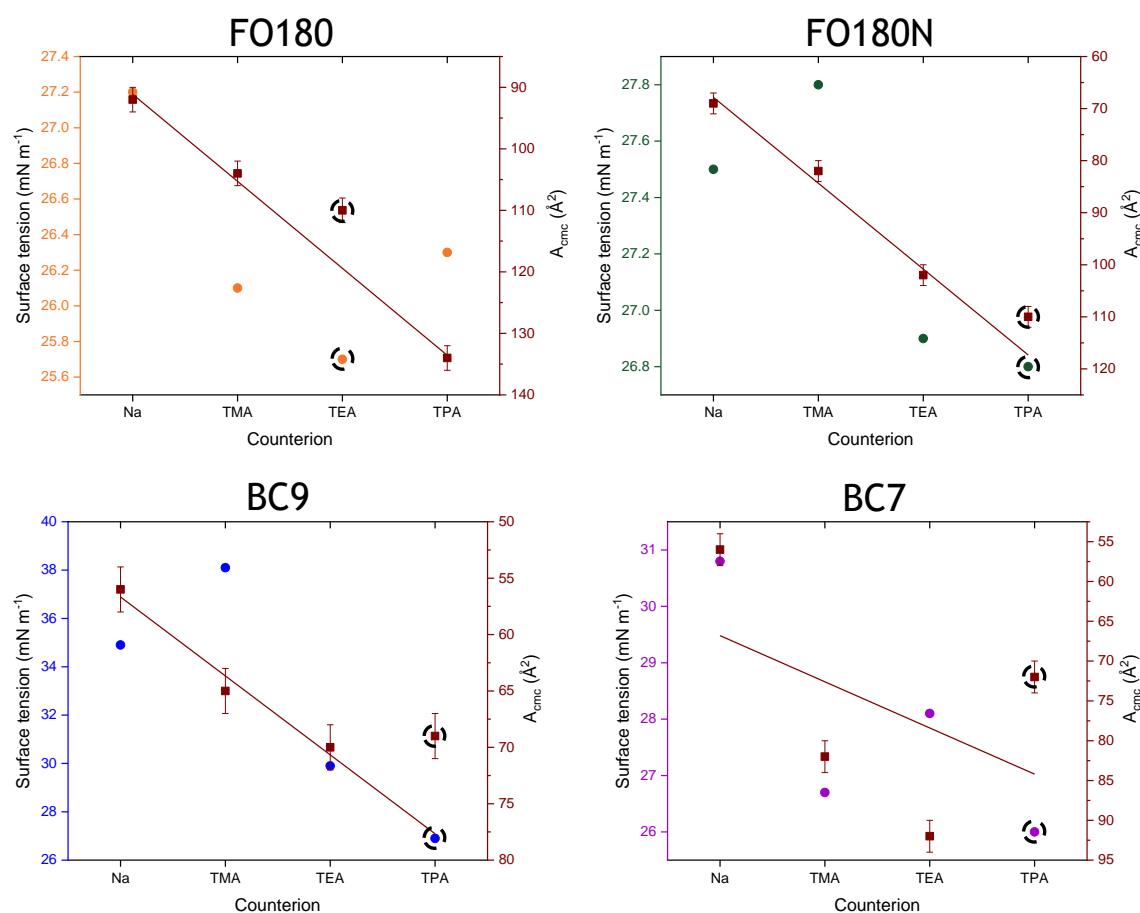 FO180
27.4
27.2
27.0
26.8
26.6
26.4
26.2
26.0
25.8
25.6
Surface tension (mN m⁻¹)
90
100
110
120
130
140
A_cmc (Å²)
Na TMA TEA TPA
Counterion
FO180N
27.8
27.6
27.4
27.2
27.0
26.8
Surface tension (mN m⁻¹)
60
70
80
90
100
110
120
A_cmc (Å²)
Na TMA TEA TPA
Counterion
BC9
40
38
36
34
32
30
28
26
Surface tension (mN m⁻¹)
50
55
60
65
70
75
80
A_cmc (Å²)
Na TMA TEA TPA
Counterion
BC7
31
30
29
28
27
26
Surface tension (mN m⁻¹)
55
60
65
70
75
80
85
90
95
A_cmc (Å²)
Na TMA TEA TPA
Counterion